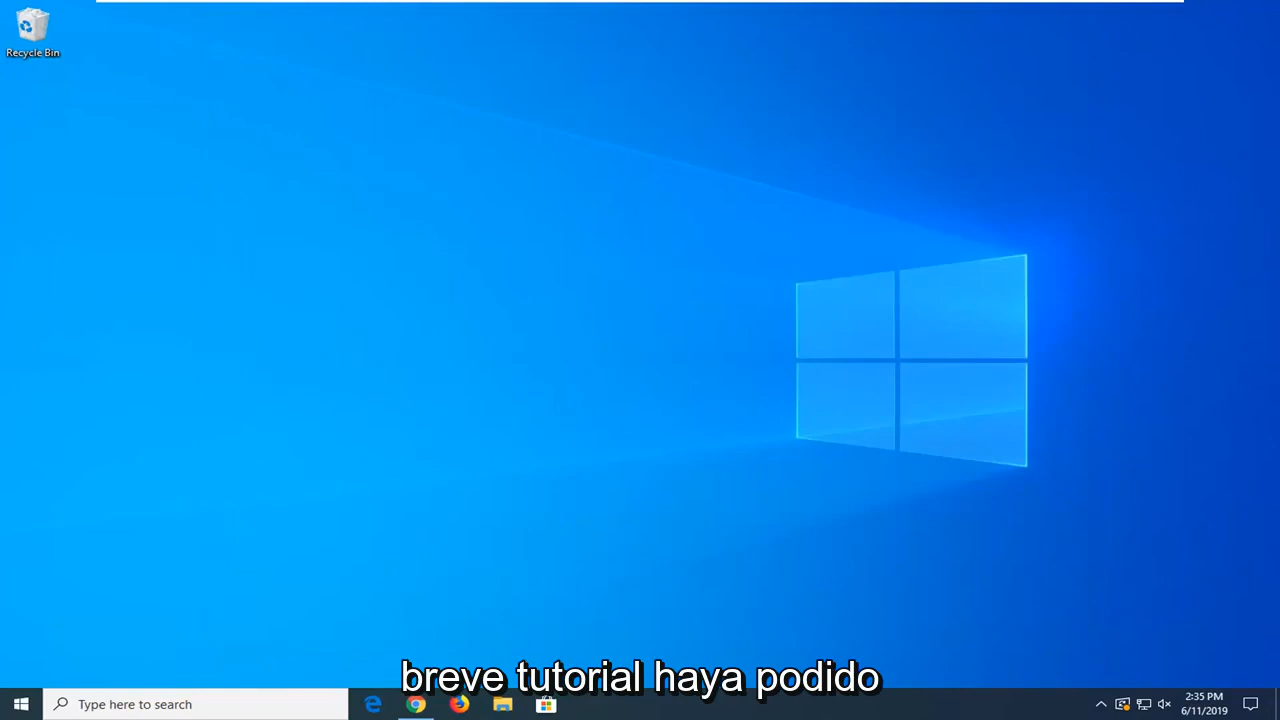 Recycle Bin
breve tutorial haya podido
Type here to search
2:35 PM
6/11/2019